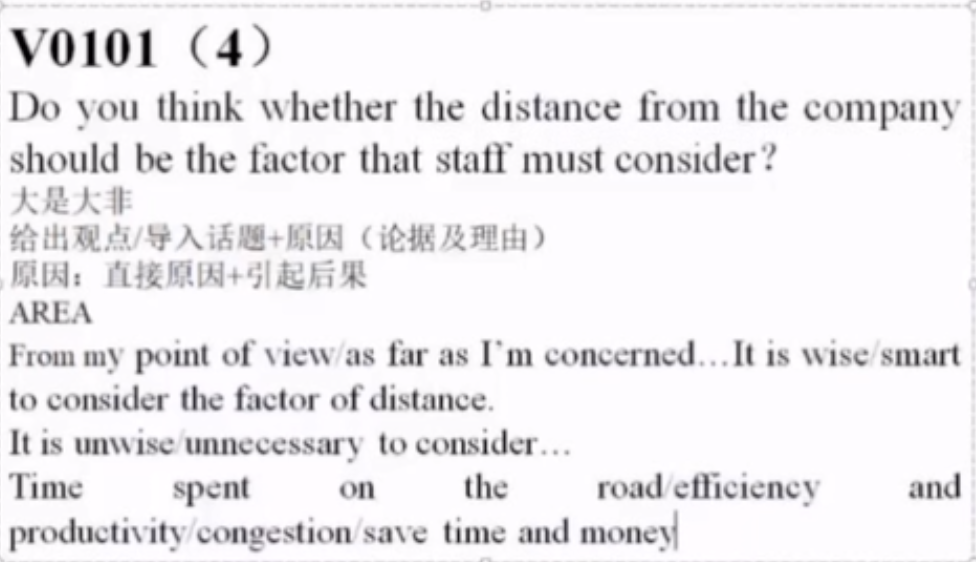 V0101（4）
Do you think whether the distance from the company
should be the factor that staff must consider?
大是大非
给出观点/导入话题+原因（论据及理由）
原因：直接原因+引起后果
AREA
From my point of view/as far as I'm concerned…It is wise/smart
to consider the factor of distance.
It is unwise/unnecessary to consider…
Time spent on the road/efficiency and
productivity/congestion/save time and money